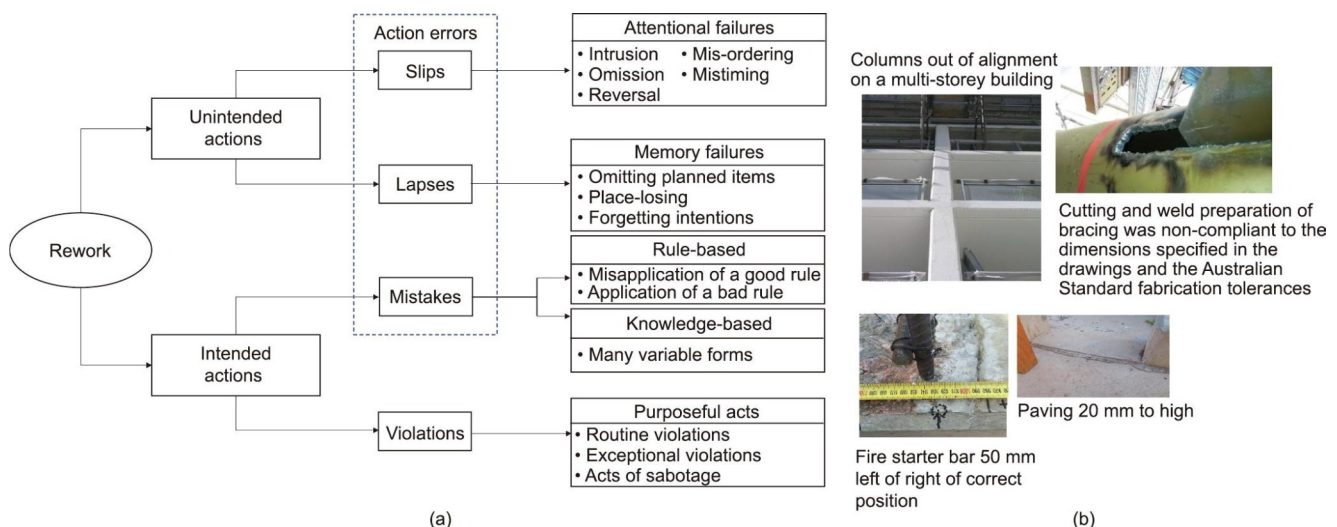 Action errors
Slips
Attentional failures
• Intrusion • Mis-ordering
• Omission • Mistiming
• Reversal
Unintended
actions
Lapses
Memory failures
• Omitting planned items
• Place-losing
• Forgetting intentions
Rework
Mistakes
Rule-based
• Misapplication of a good rule
• Application of a bad rule
Knowledge-based
• Many variable forms
Intended
actions
Violations
Purposeful acts
• Routine violations
• Exceptional violations
• Acts of sabotage
(a)
Columns out of alignment
on a multi-storey building
Cutting and weld preparation of
bracing was non-compliant to the
dimensions specified in the
drawings and the Australian
Standard fabrication tolerances
Fire starter bar 50 mm
left of right of correct
position
Paving 20 mm to high
(b)